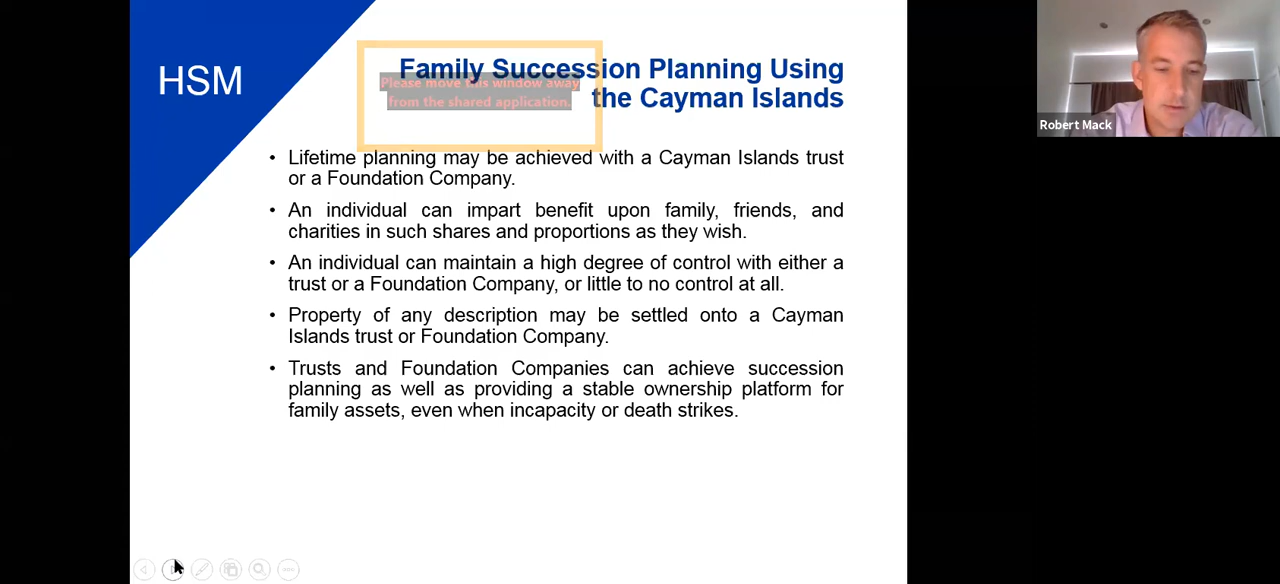 HSM
Family Succession Planning Using
the Cayman Islands
Please move this window away
from the shared application.
• Lifetime planning may be achieved with a Cayman Islands trust
or a Foundation Company.
• An individual can impart benefit upon family, friends, and
charities in such shares and proportions as they wish.
• An individual can maintain a high degree of control with either a
trust or a Foundation Company, or little to no control at all.
• Property of any description may be settled onto a Cayman
Islands trust or Foundation Company.
• Trusts and Foundation Companies can achieve succession
planning as well as providing a stable ownership platform for
family assets, even when incapacity or death strikes.
Robert Mack